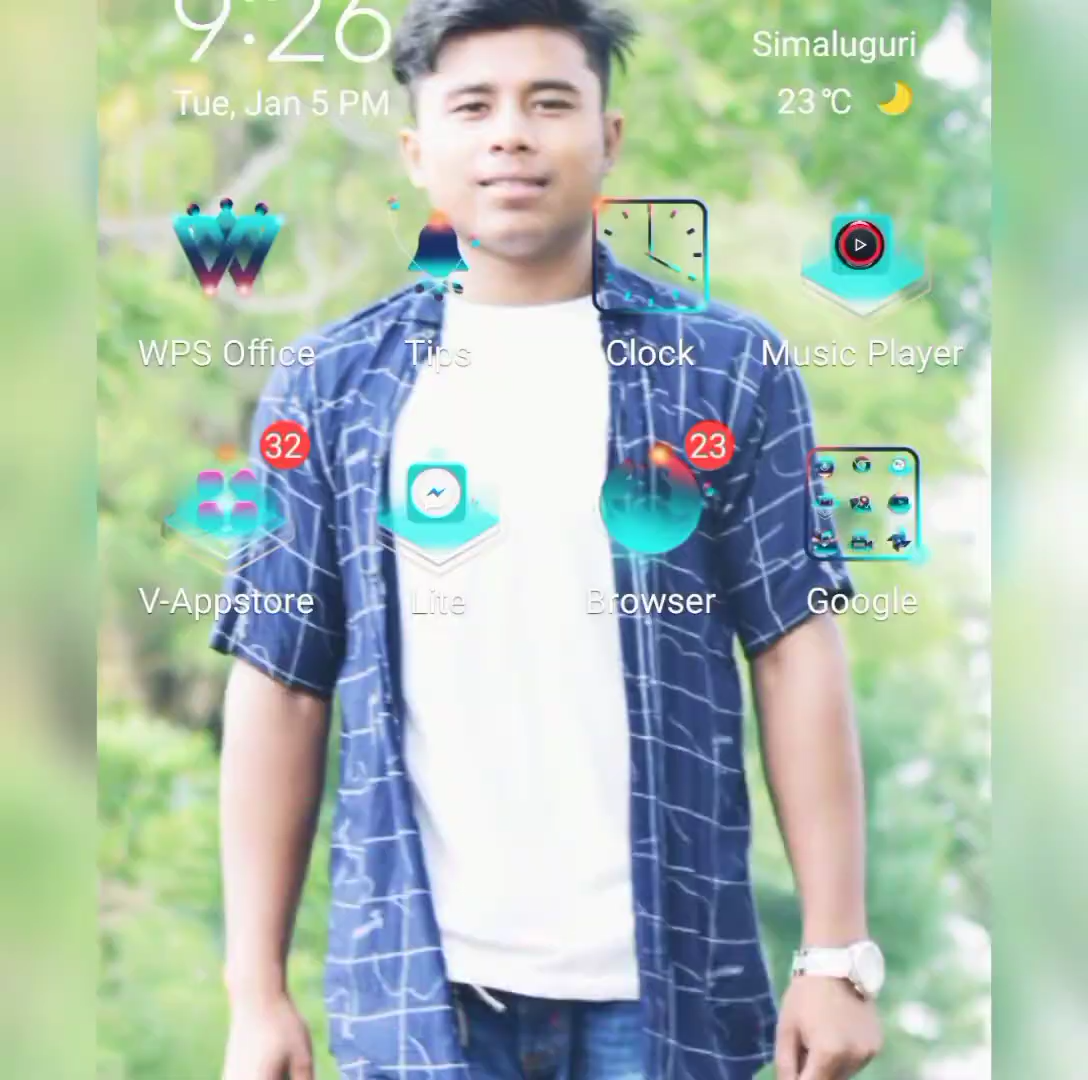 9:26
Simaluguri
Tue, Jan 5 PM
23℃
WPS Office
Tips
Clock
Music Player
32
23
V-Appstore
Lite
Browser
Google